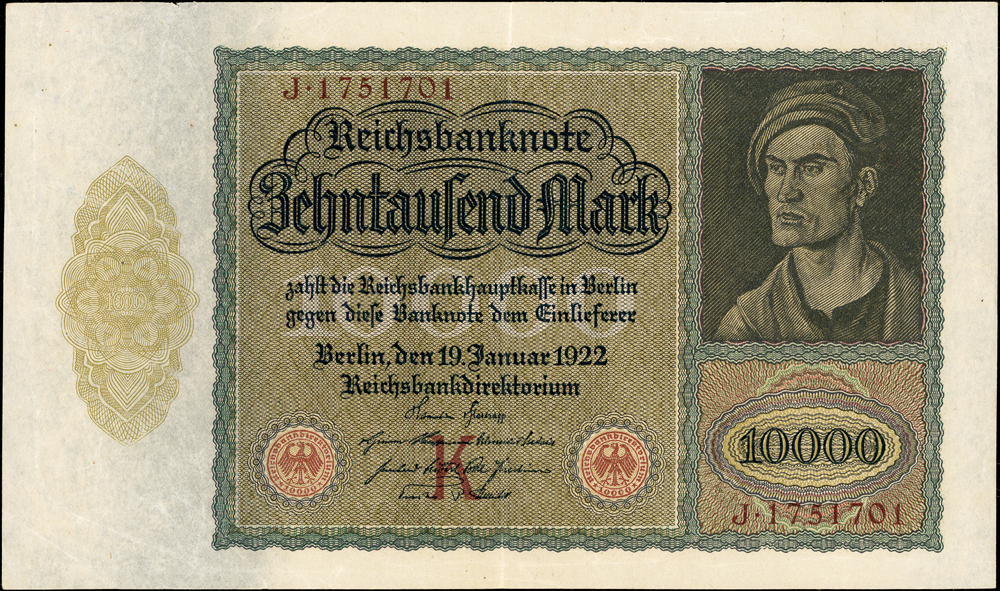 J·1751701
Reichsbanknote
Zehntausend Mark
zahlt die Reichsbankhauptkasse in Berlin
gegen diese Banknote dem Einlieferer
Berlin, den 19. Januar 1922
Reichsbankdirektorium
K
10000
10000
J·1751701